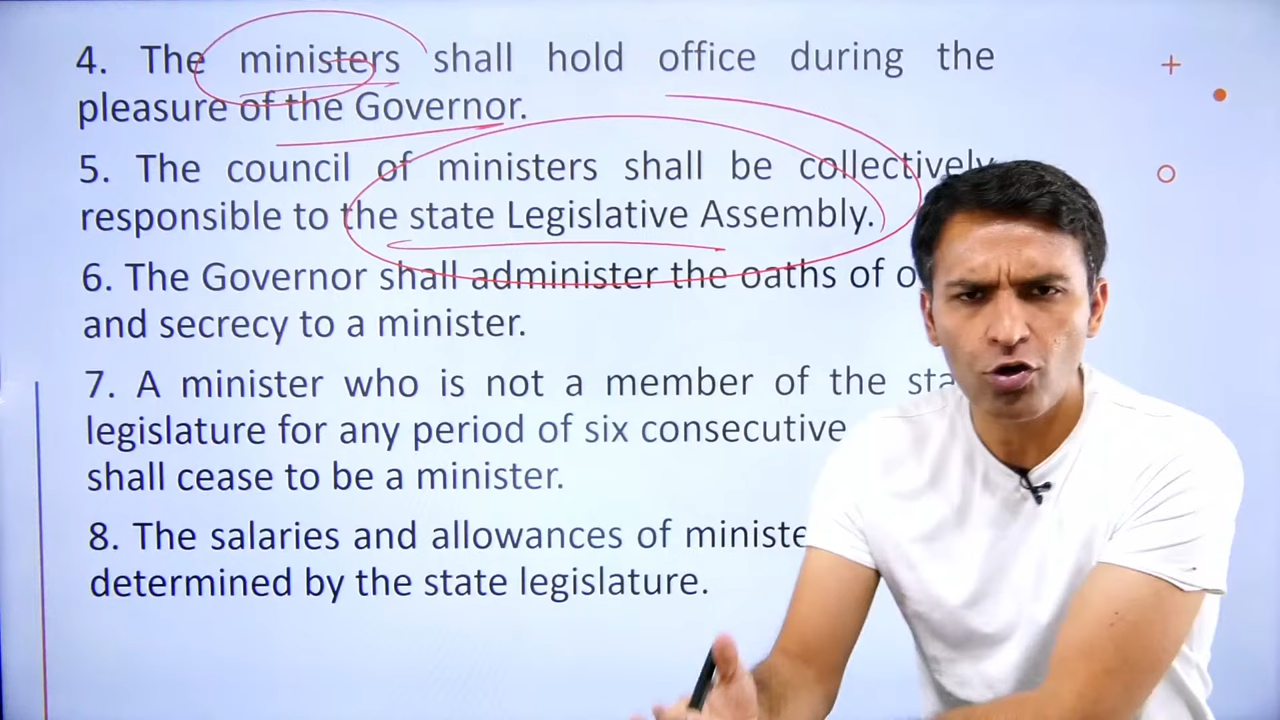 4. The ministers shall hold office during the
pleasure of the Governor.
5. The council of ministers shall be collectively
responsible to the state Legislative Assembly.
6. The Governor shall administer the oaths of
and secrecy to a minister.
7. A minister who is not a member of the
legislature for any period of six consecutive
shall cease to be a minister.
8. The salaries and allowances of
determined by the state legislature.